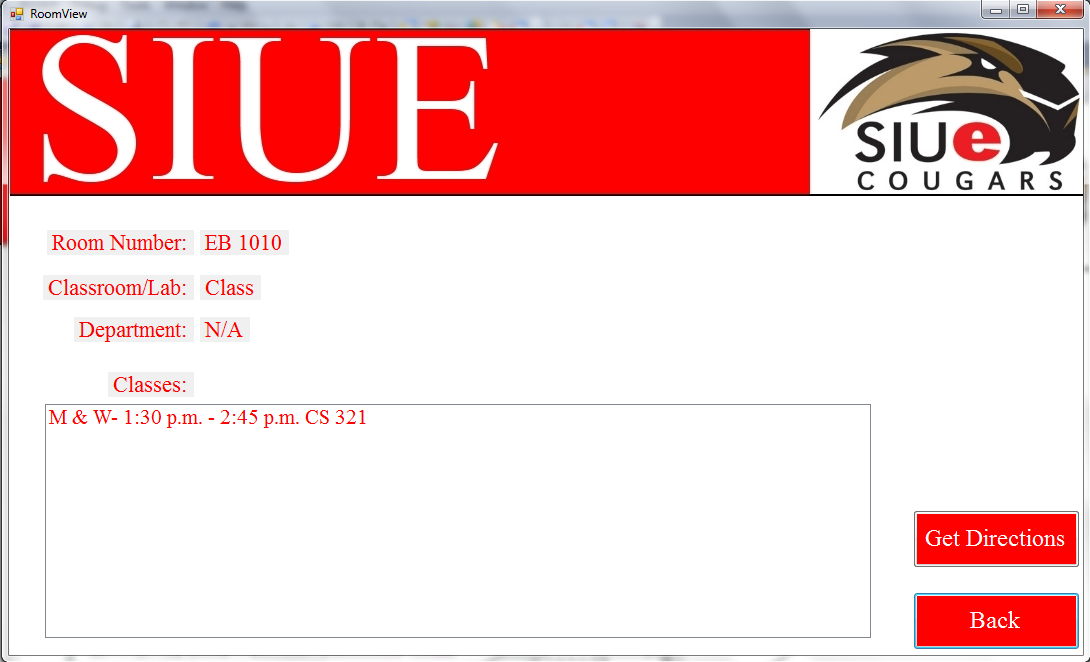 RoomView
SIUE
SIUe
COUGARS
Room Number: EB 1010
Classroom/Lab: Class
Department: N/A
Classes:
M & W- 1:30 p.m. - 2:45 p.m. CS 321
Get Directions
Back